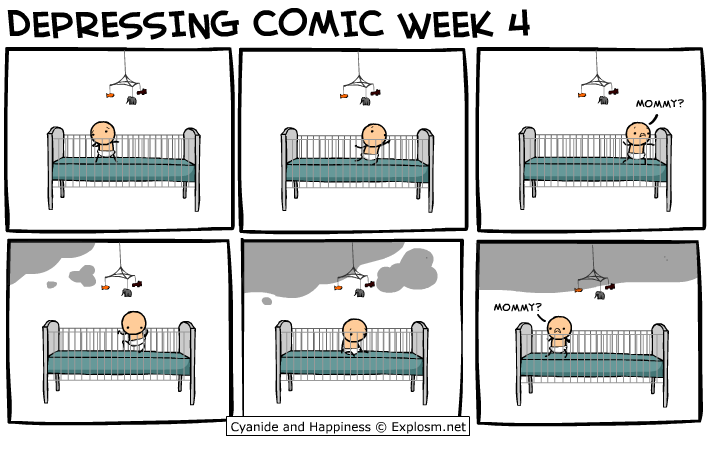 DEPRESSING COMIC WEEK 4
MOMMY?
MOMMY?
Cyanide and Happiness © Explosm.net